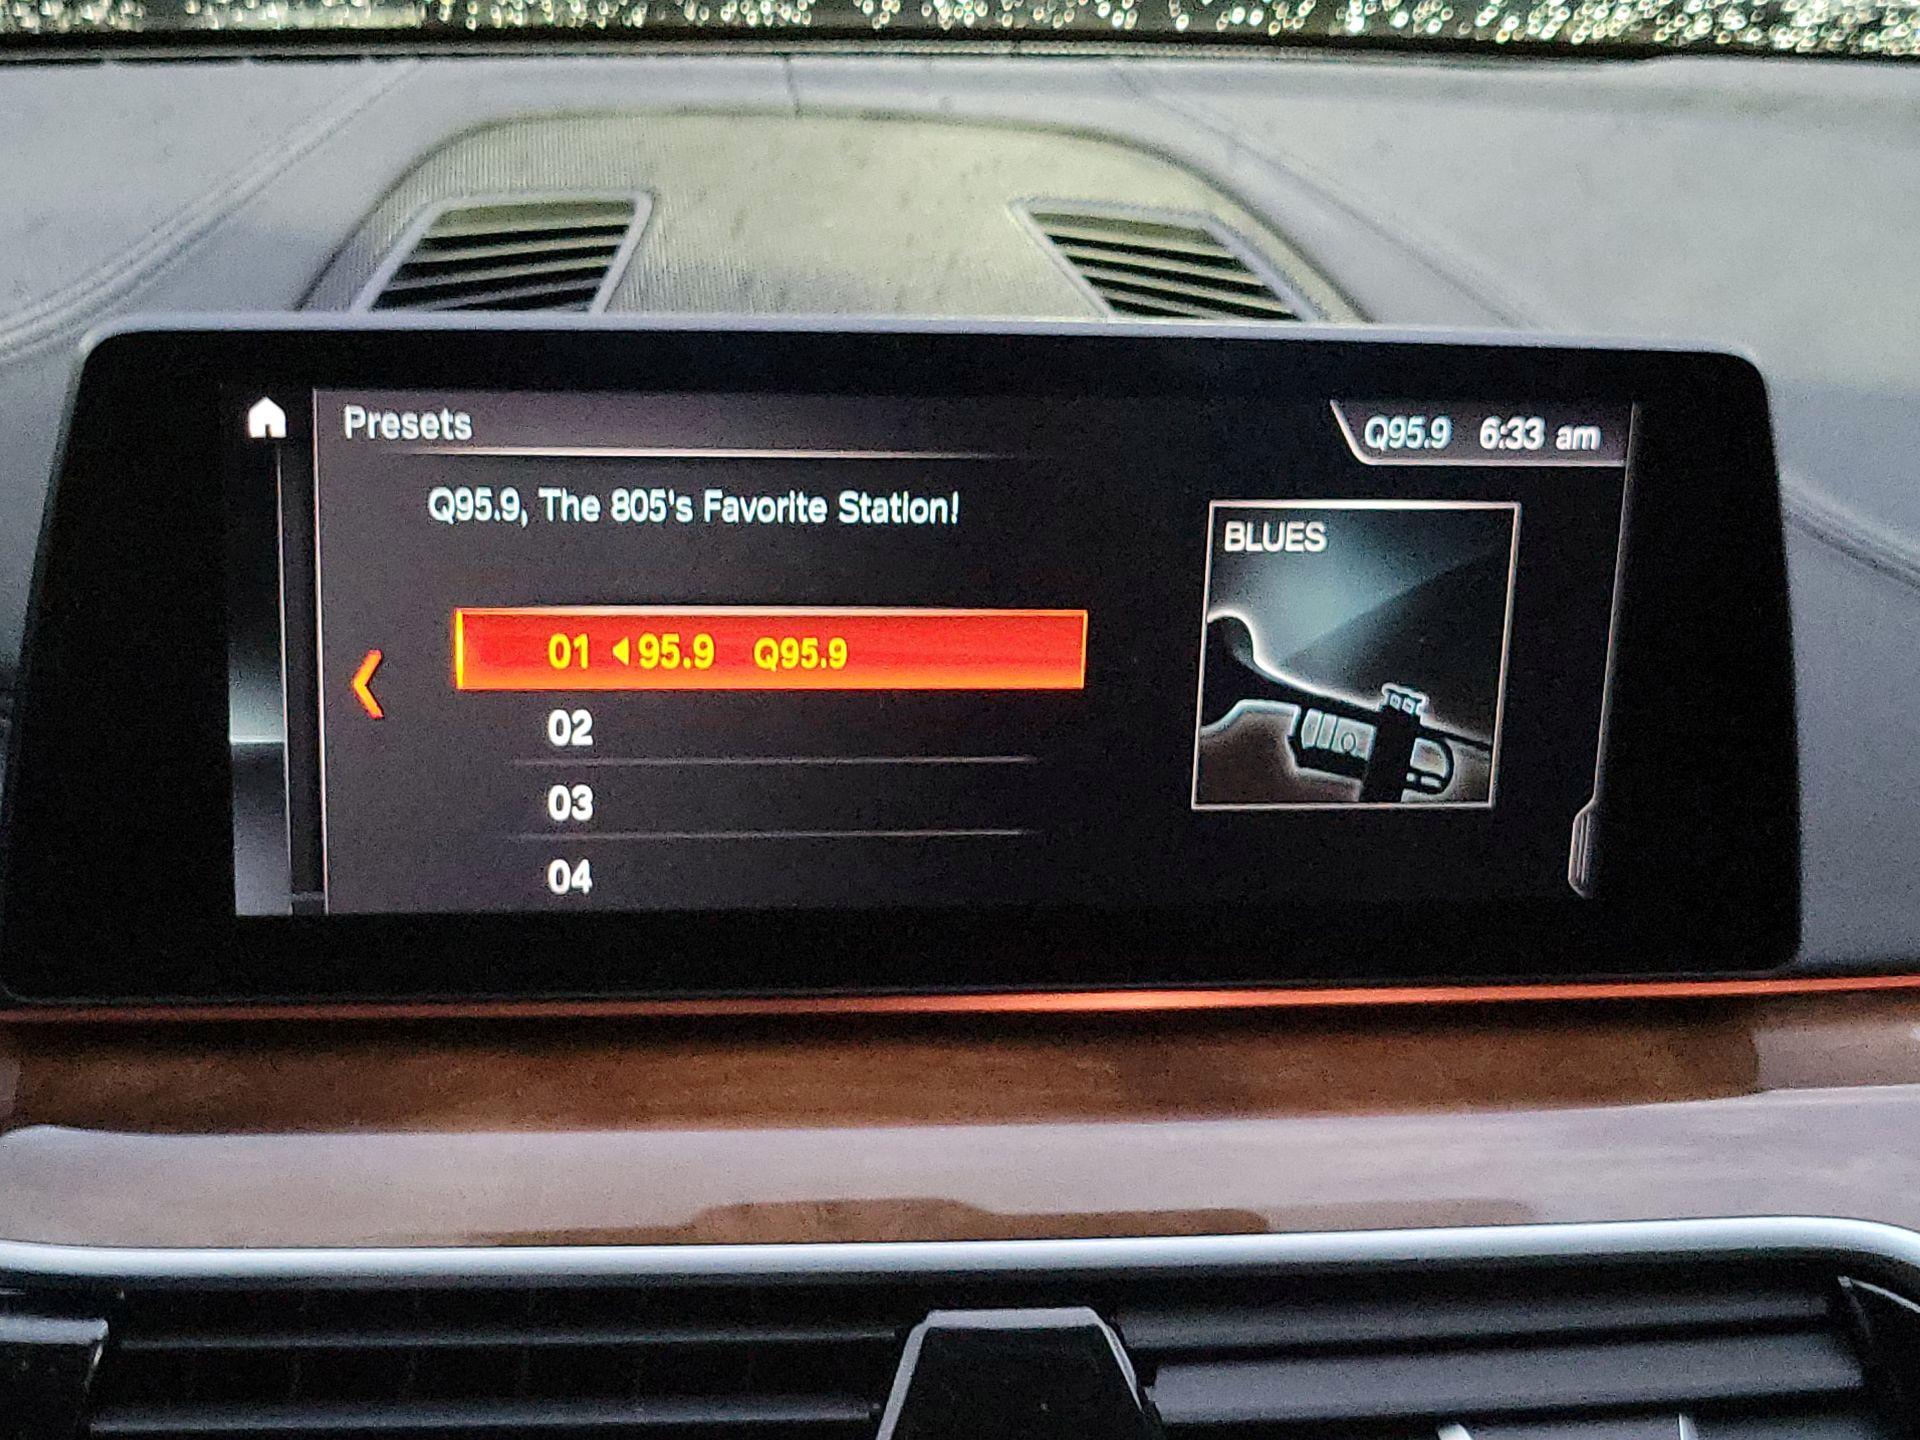 Presets
Q95.9 6:33 am
Q95.9, The 805's Favorite Station!
BLUES
01 ◀95.9 Q95.9
02
03
04